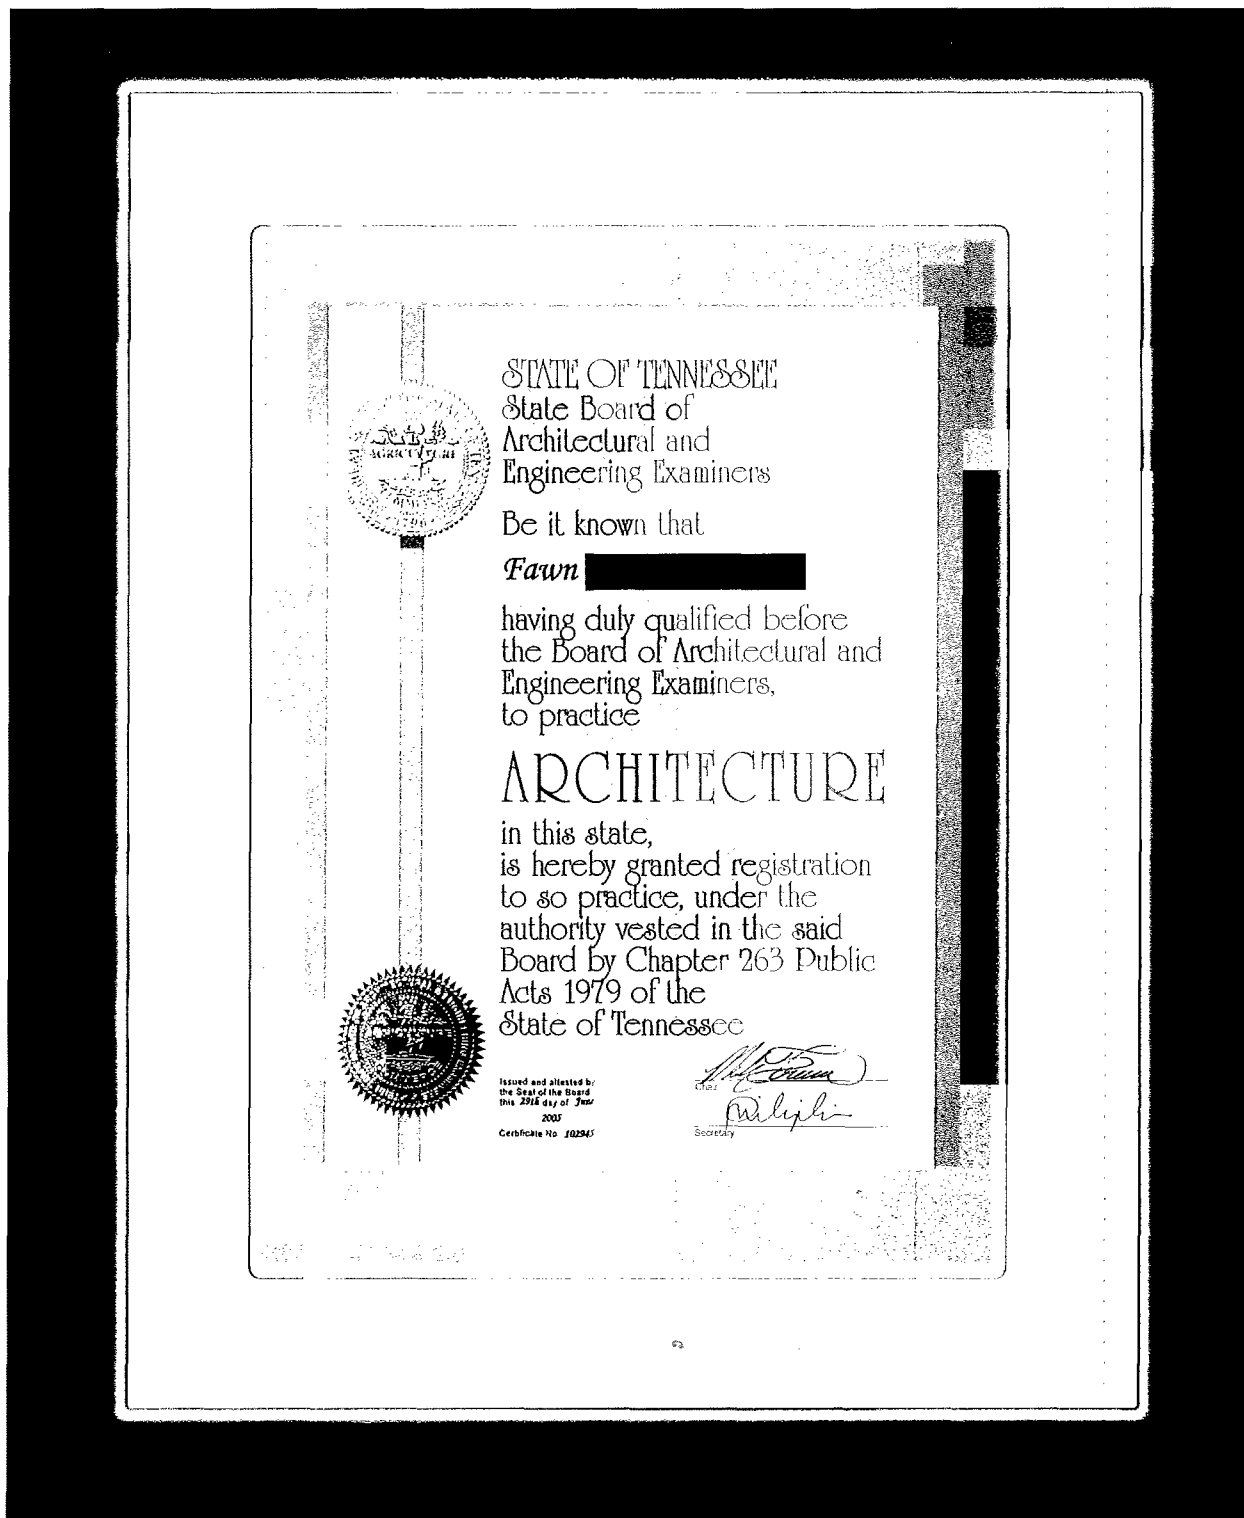 STATE OF TENNESSEE
State Board of
Architectural and
Engineering Examiners
AGRICULTURE
1796
Be it known that
Fawn
having duly qualified before
the Board of Architectural and
Engineering Examiners,
to practice
ARCHITECTURE
in this state,
is hereby granted registration
to so practice, under the
authority vested in the said
Board by Chapter 263 Public
Acts 1979 of the
State of Tennessee
Issued and attested by
the Seal of the Board
this 29th day of June
2005
Certificate No 102945
Chair
Secretary